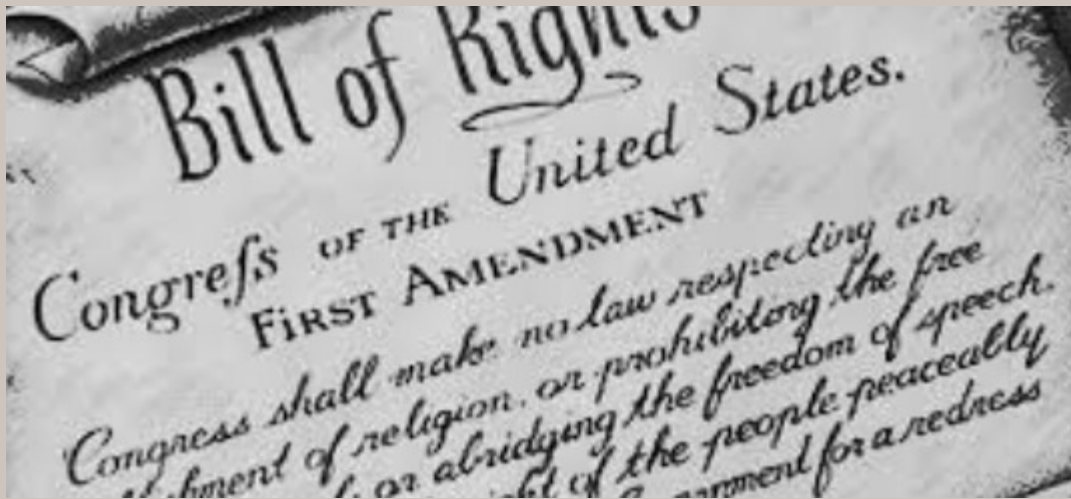 Bill of Rights
Congreſs OF THE United States.
FIRST AMENDMENT
Congress shall make no law respecting an
lishment of religion, or prohibiting the free
or abridging the freedom of speech.
of the people peaceably
for a redress